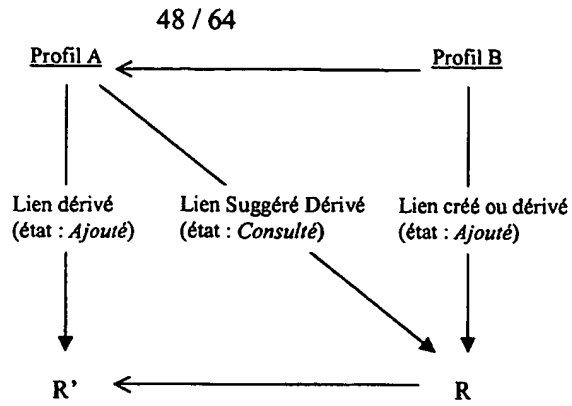 48 / 64
Profil A
Profil B
Lien dérivé
(état : Ajouté)
Lien Suggéré Dérivé
(état : Consulté)
Lien créé ou dérivé
(état : Ajouté)
R'
R